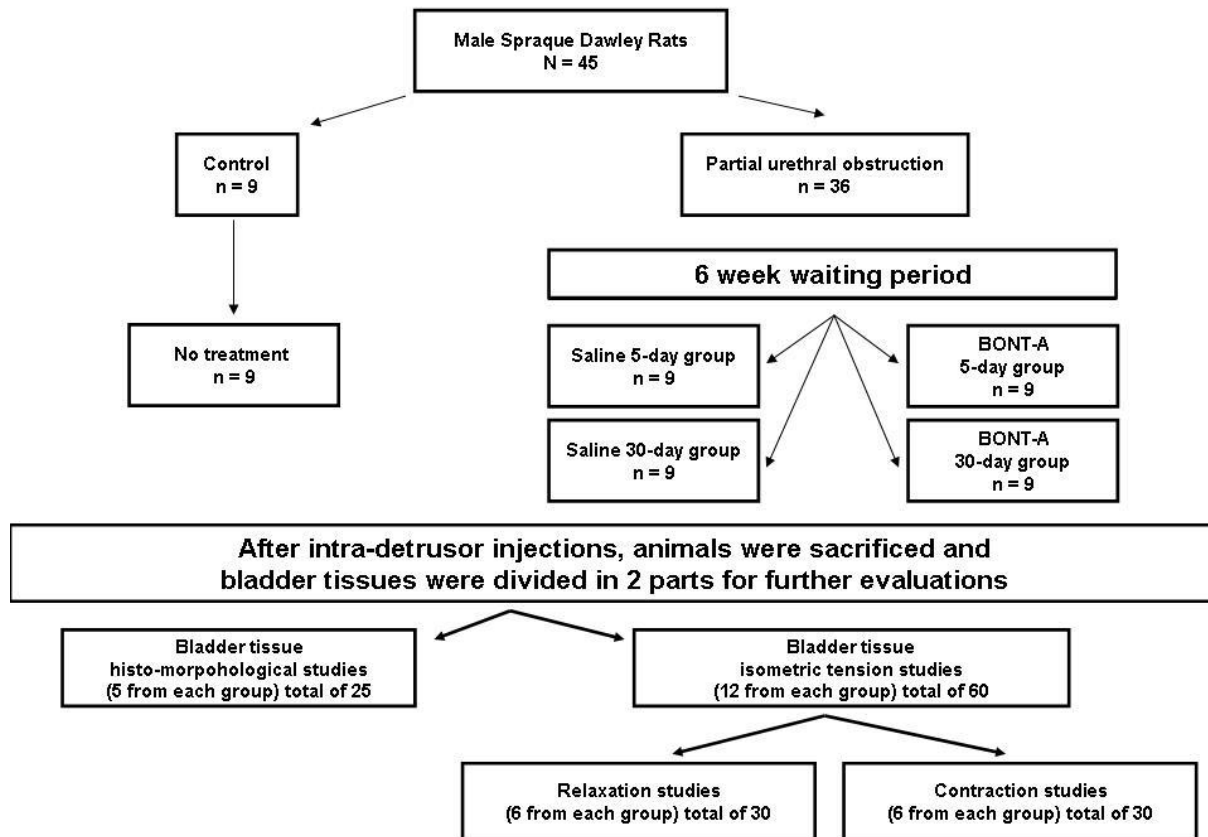 Male Spraque Dawley Rats
N = 45
Control
n = 9
Partial urethral obstruction
n = 36
6 week waiting period
No treatment
n = 9
Saline 5-day group
n = 9
BONT-A
5-day group
n = 9
Saline 30-day group
n = 9
BONT-A
30-day group
n = 9
After intra-detrusor injections, animals were sacrificed and
bladder tissues were divided in 2 parts for further evaluations
Bladder tissue
histo-morpohological studies
(5 from each group) total of 25
Bladder tissue
isometric tension studies
(12 from each group) total of 60
Relaxation studies
(6 from each group) total of 30
Contraction studies
(6 from each group) total of 30